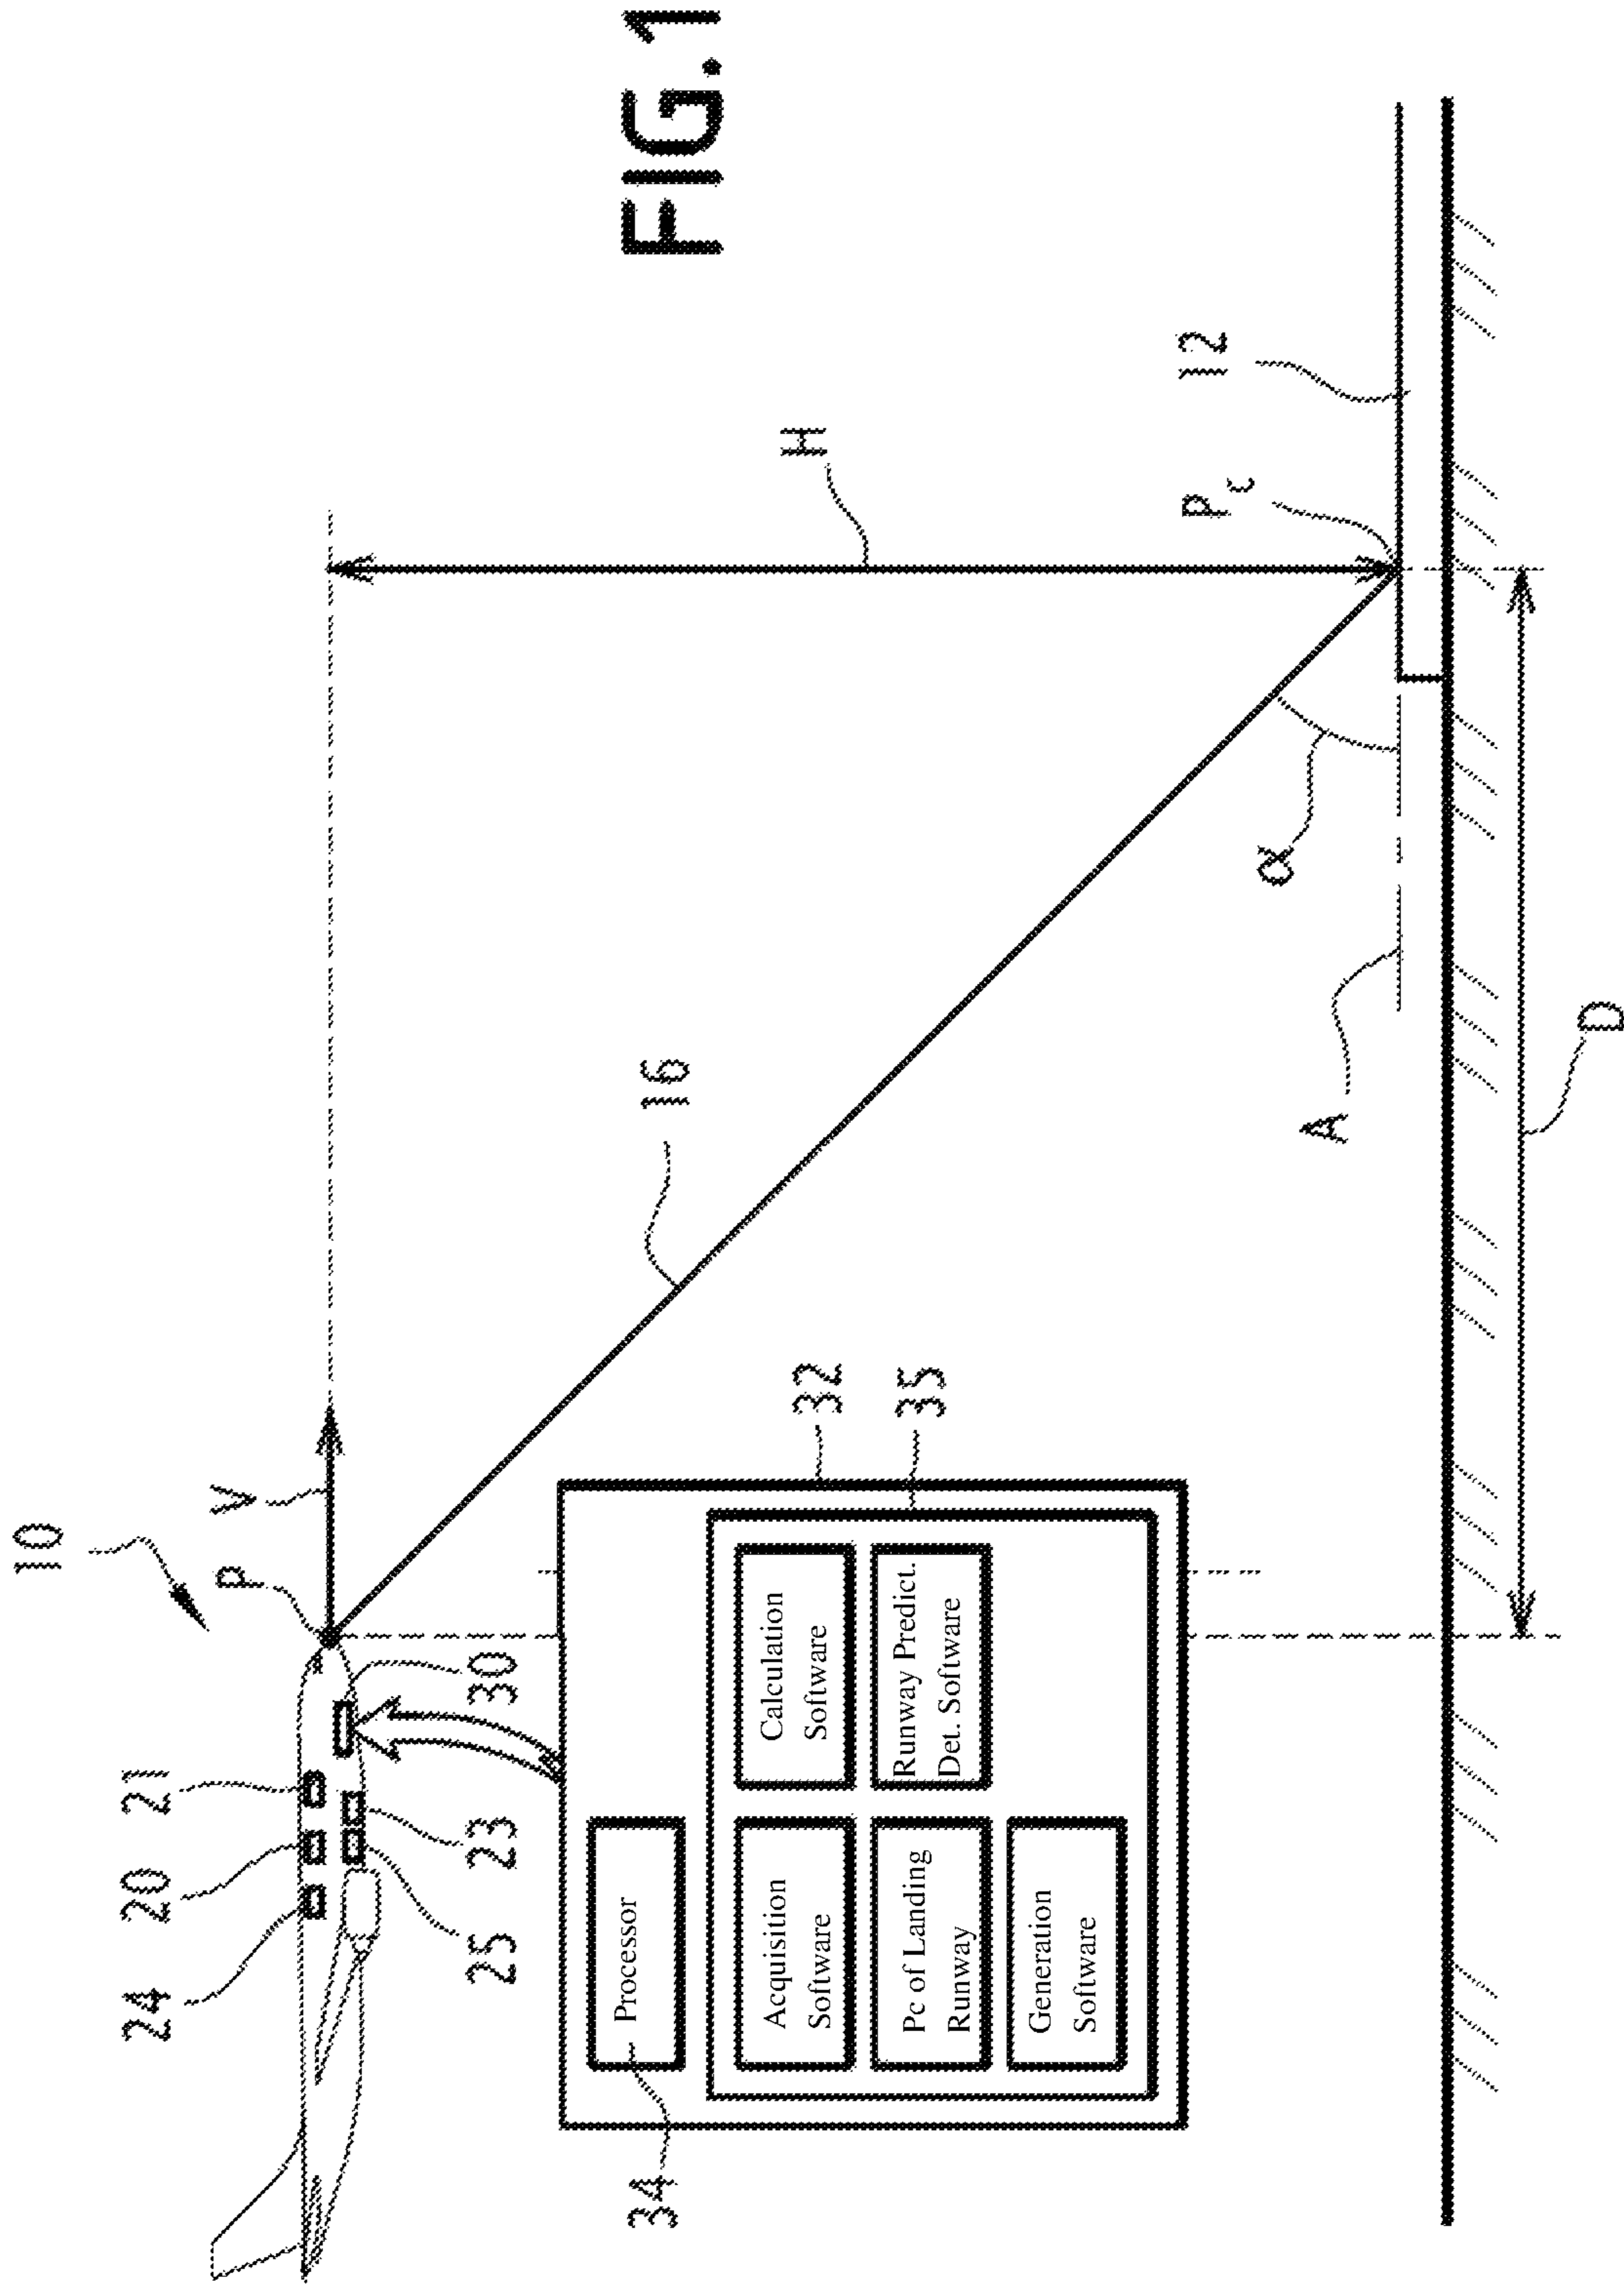 FIG.1
10
P
V
24
20
21
30
23
25
16
H
32
35
34
Processor
Acquisition
Software
Calculation
Software
Pc of Landing
Runway
Runway Predict.
Det. Software
Generation
Software
12
Pc
α
A
D